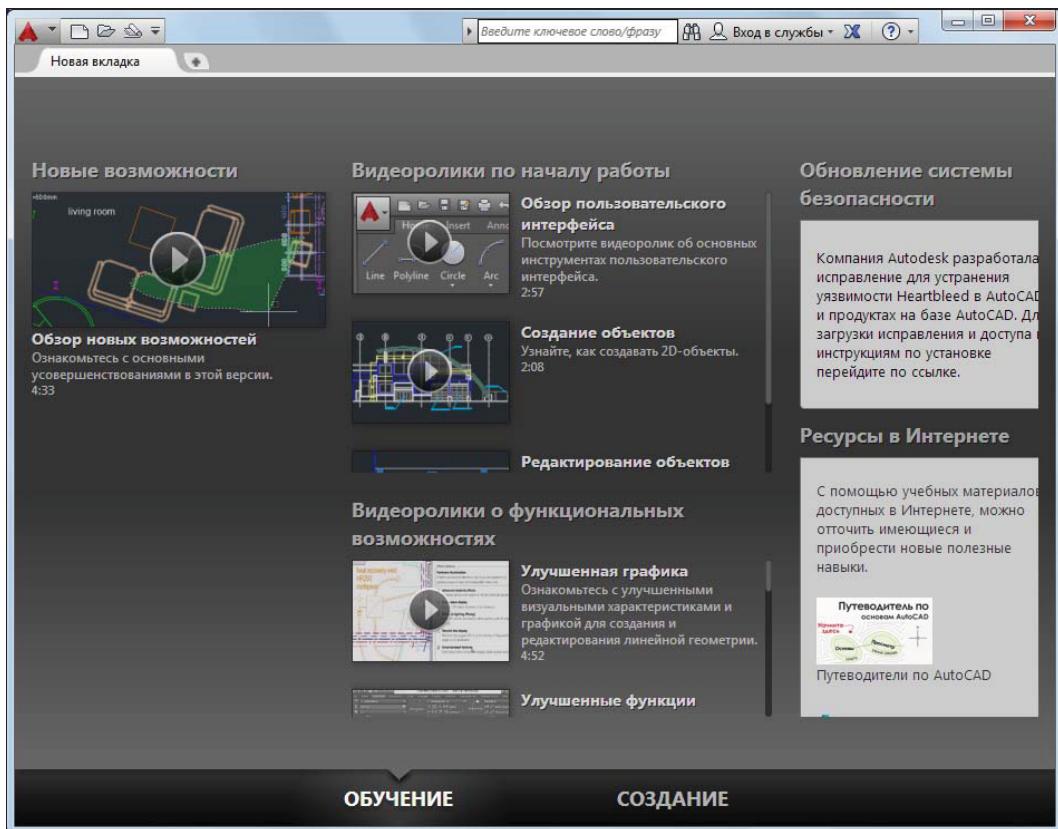 Введите ключевое слово/фразу
Вход в службы
Новая вкладка
Новые возможности
living room
Обзор новых возможностей
Ознакомьтесь с основными
усовершенствованиями в этой версии.
4:33
Видеоролики по началу работы
Insert
Line Polyline Circle Arc
Обзор пользовательского
интерфейса
Посмотрите видеоролик об основных
инструментах пользовательского
интерфейса.
2:57
Создание объектов
Узнайте, как создавать 2D-объекты.
2:08
Редактирование объектов
Видеоролики о функциональных
возможностях
Улучшенная графика
Ознакомьтесь с улучшенными
визуальными характеристиками и
графикой для создания и
редактирования линейной геометрии.
4:52
Улучшенные функции
Обновление системы
безопасности
Компания Autodesk разработала
исправление для устранения
уязвимости Heartbleed в AutoCAD
и продуктах на базе AutoCAD. Дл
загрузки исправления и доступа
инструкциям по установке
перейдите по ссылке.
Ресурсы в Интернете
С помощью учебных материалов
доступных в Интернете, можно
отточить имеющиеся и
приобрести новые полезные
навыки.
Путеводитель по
основам AutoCAD
Начните
здесь
Основы
Путеводители по AutoCAD
ОБУЧЕНИЕ
СОЗДАНИЕ